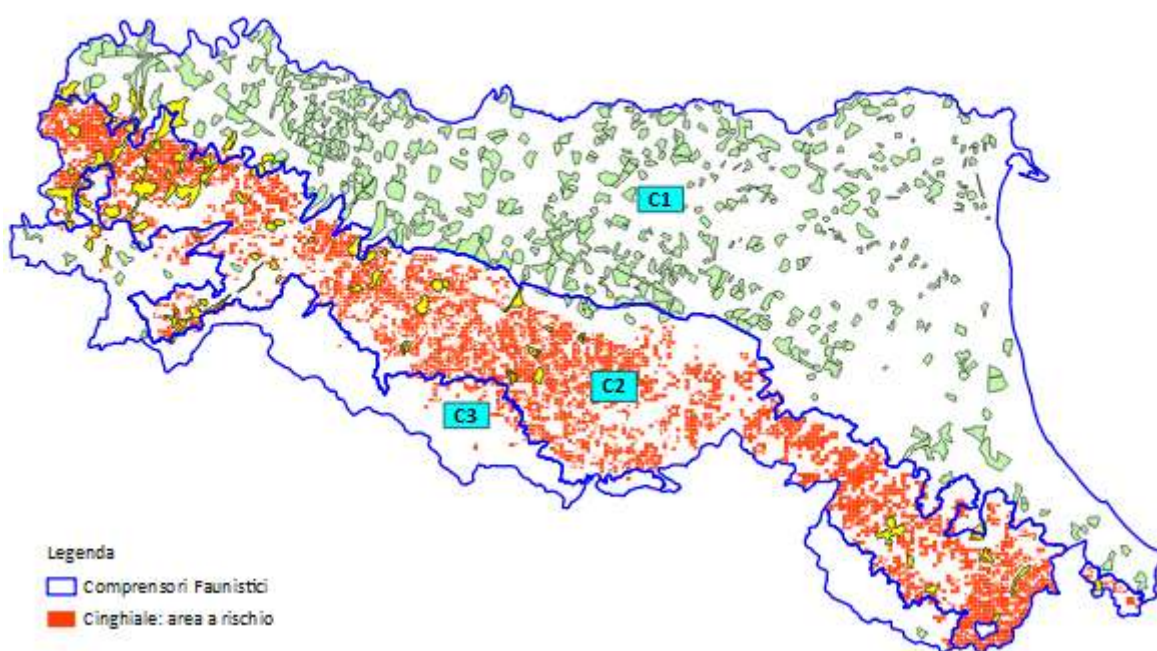 C1
C2
C3
Legenda
Comprensori Faunistici
Cinghiale: area a rischio